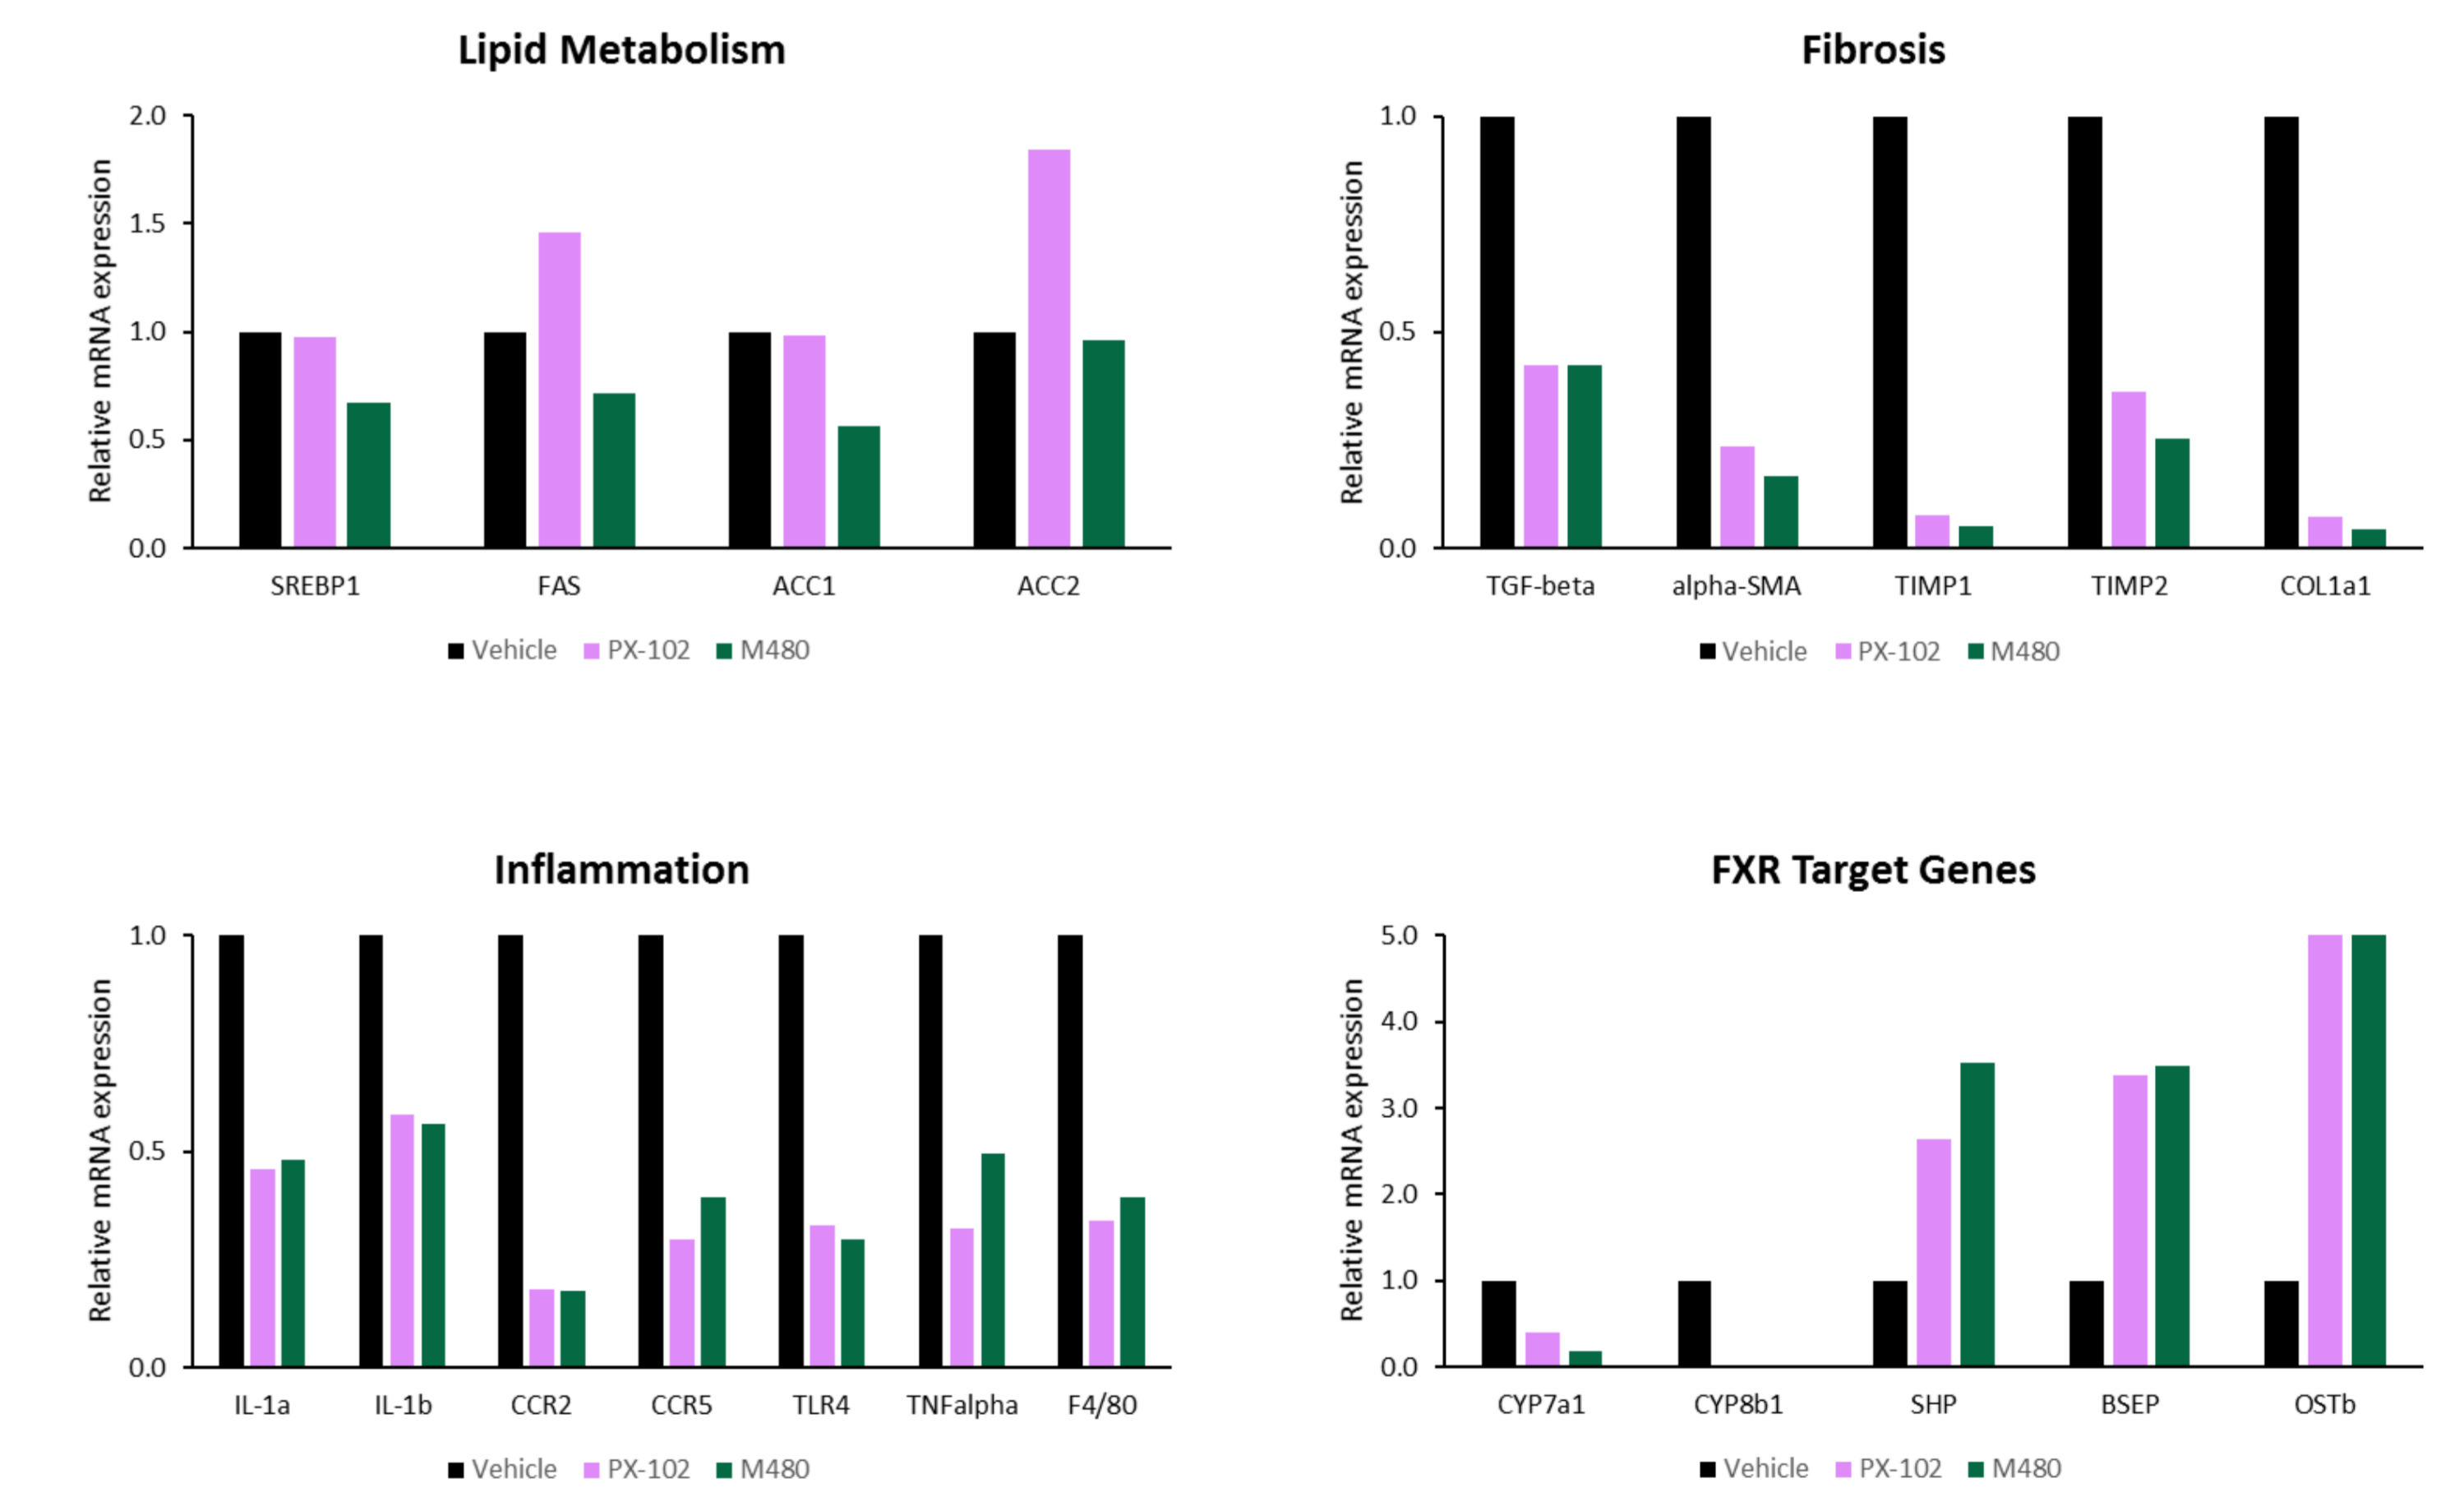 Lipid Metabolism
Relative mRNA expression
2.0
1.5
1.0
0.5
0.0
SREBP1 FAS ACC1 ACC2
Vehicle PX-102 M480
Fibrosis
Relative mRNA expression
1.0
0.5
0.0
TGF-beta alpha-SMA TIMP1 TIMP2 COL1a1
Vehicle PX-102 M480
Inflammation
Relative mRNA expression
1.0
0.5
0.0
IL-1a IL-1b CCR2 CCR5 TLR4 TNFalpha F4/80
Vehicle PX-102 M480
FXR Target Genes
Relative mRNA expression
5.0
4.0
3.0
2.0
1.0
0.0
CYP7a1 CYP8b1 SHP BSEP OSTb
Vehicle PX-102 M480